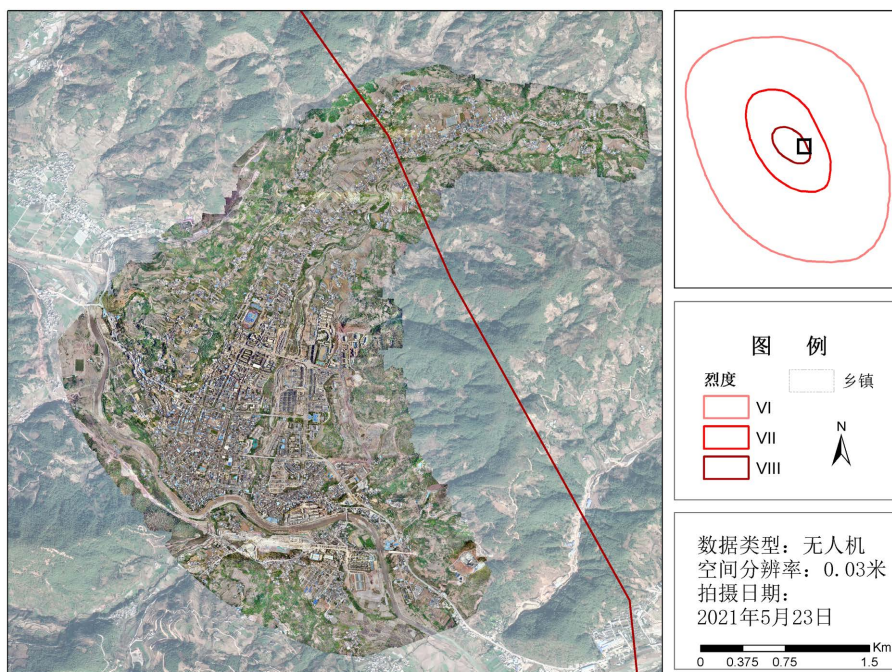 图 例
烈度
乡镇
VI
VII
VIII
N
数据类型：无人机
空间分辨率：0.03米
拍摄日期：
2021年5月23日
Km
0 0.375 0.75 1.5